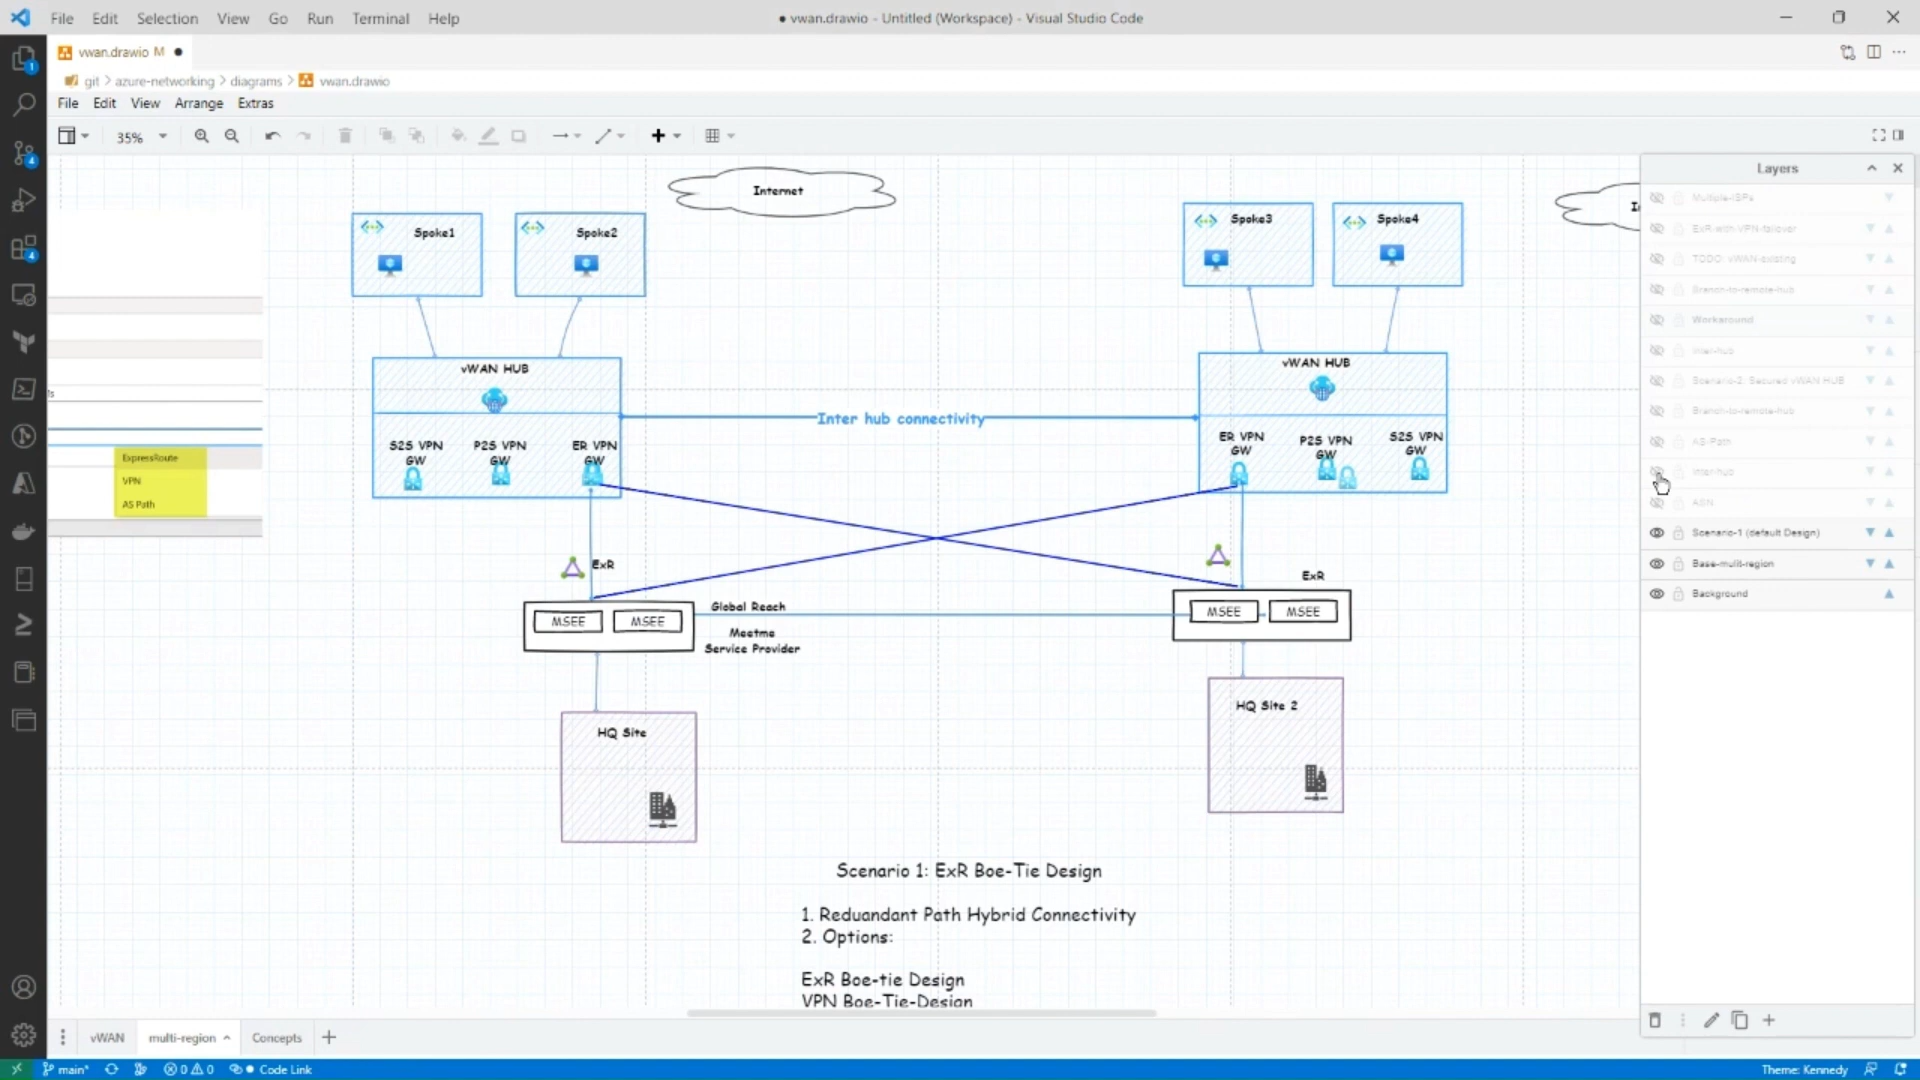 File Edit Selection View Go Run Terminal Help
● vwan.drawio - Untitled (Workspace) - Visual Studio Code
vwan.drawio M ●
git > azure-networking > diagrams > vwan.drawio
File Edit View Arrange Extras
35%
Internet
Spoke1
Spoke2
Spoke3
Spoke4
vWAN HUB
vWAN HUB
Inter hub connectivity
S2S VPN GW
P2S VPN GW
ER VPN GW
ER VPN GW
P2S VPN GW
S2S VPN GW
ExpressRoute
VPN
AS Path
ExR
ExR
MSEE MSEE
Global Reach
Meetme
Service Provider
MSEE MSEE
HQ Site
HQ Site 2
Scenario 1: ExR Boe-Tie Design
1. Reduandant Path Hybrid Connectivity
2. Options:
ExR Boe-tie Design
VPN Boe-Tie-Design
Layers
Multiple-ISPs
ExR-with-VPN-failover
TODO: vWAN-existing
Branch-to-remote-hub
Workaround
Inter-hub
Scenario-2: Secured vWAN HUB
Branch-to-remote-hub
AS-Path
Inter-hub
ASN
Scenario-1 (default Design)
Base-mulit-region
Background
vWAN multi-region Concepts
main* 0 0 Code Link
Theme: Kennedy
1
4
4